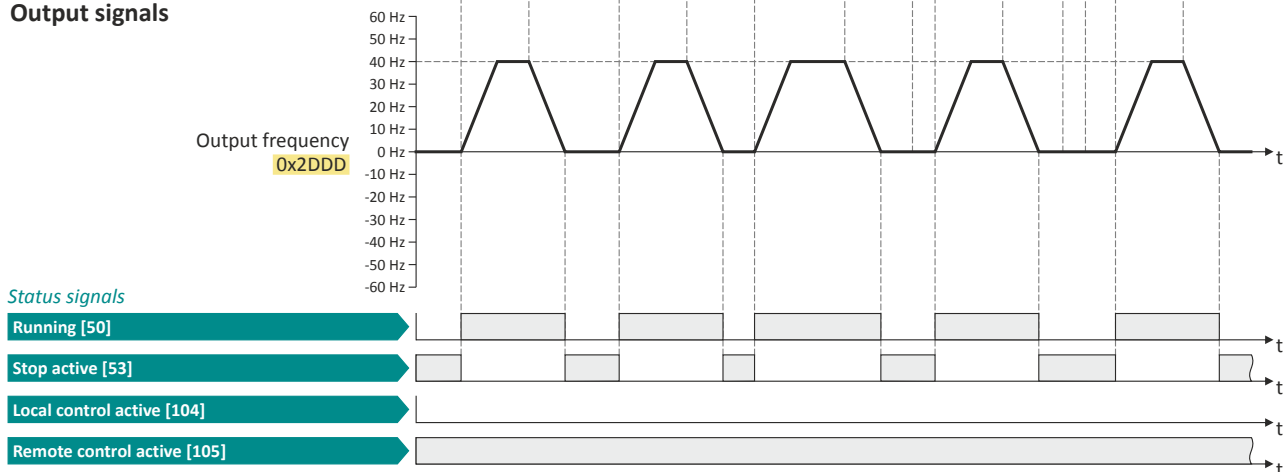 Output signals
60 Hz
50 Hz
40 Hz
30 Hz
20 Hz
10 Hz
Output frequency
0 Hz
t
0x2DDD
-10 Hz
-20 Hz
-30 Hz
-40 Hz
-50 Hz
-60 Hz
Status signals
Running [50]
t
Stop active [53]
t
Local control active [104]
t
Remote control active [105]
t